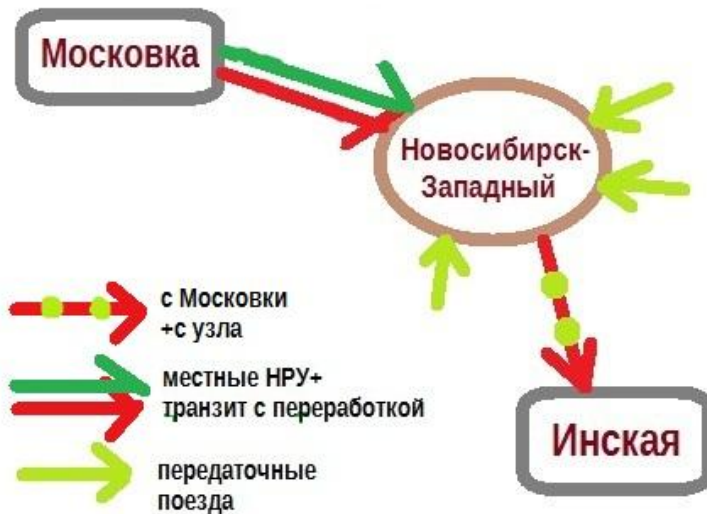 Московка
Новосибирск-
Западный
с Московки
+с узла
местные НРУ+
транзит с переработкой
Инская
передаточные
поезда